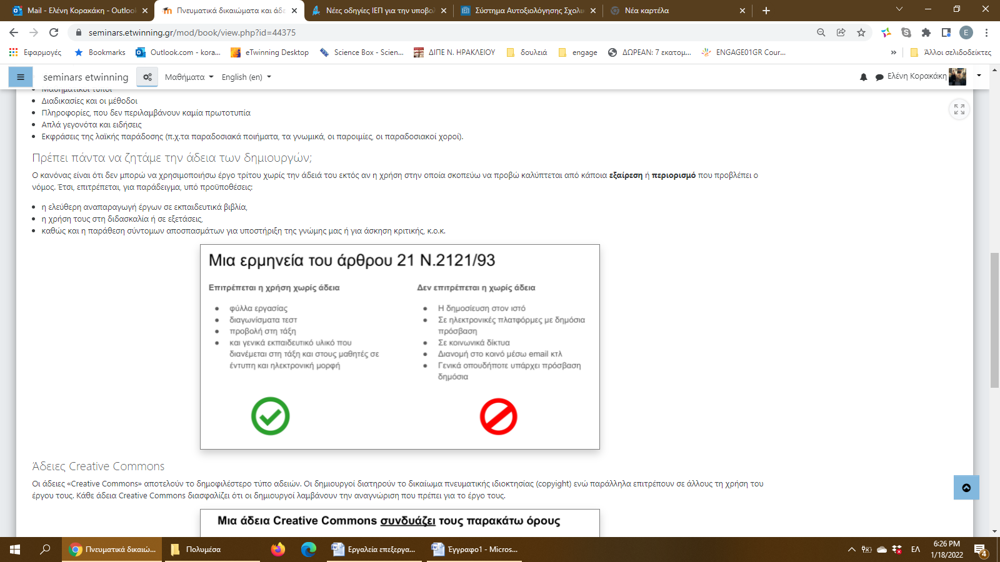 Mail - Ελένη Κορακάκη - Outlook
Πνευματικά δικαιώματα και άδε
Νέες οδηγίες ΙΕΠ για την υποβολ
Σύστημα Αυτοξιολόγησης Σχολικ
Νέα καρτέλα
seminars.etwinning.gr/mod/book/view.php?id=44375
E
Εφαρμογές
Bookmarks
Outlook.com - kora...
eTwinning Desktop
Science Box - Scien...
ΔΙΠΕ Ν. ΗΡΑΚΛΕΙΟΥ
δουλειά
engage
ΔΩΡΕΑΝ: 7 εκατομ...
ENGAGE01GR Cour...
»
Άλλοι σελιδοδείκτες
seminars etwinning
Μαθήματα
English (en)
Ελένη Κορακάκη
Μαθηματικοί τύποι
Διαδικασίες και οι μέθοδοι
Πληροφορίες, που δεν περιλαμβάνουν καμία πρωτοτυπία
Απλά γεγονότα και ειδήσεις
Εκφράσεις της λαϊκής παράδοσης (π.χ.τα παραδοσιακά ποιήματα, τα γνωμικά, οι παροιμίες, οι παραδοσιακοί χοροί).
Πρέπει πάντα να ζητάμε την άδεια των δημιουργών;
Ο κανόνας είναι ότι δεν μπορώ να χρησιμοποιήσω έργο τρίτου χωρίς την άδειά του εκτός αν η χρήση στην οποία σκοπεύω να προβώ καλύπτεται από κάποια εξαίρεση ή περιορισμό που προβλέπει ο
νόμος. Έτσι, επιτρέπεται, για παράδειγμα, υπό προϋποθέσεις:
η ελεύθερη αναπαραγωγή έργων σε εκπαιδευτικά βιβλία,
η χρήση τους στη διδασκαλία ή σε εξετάσεις,
καθώς και η παράθεση σύντομων αποσπασμάτων για υποστήριξη της γνώμης μας ή για άσκηση κριτικής, κ.ο.κ.
Μια ερμηνεία του άρθρου 21 Ν.2121/93
Επιτρέπεται η χρήση χωρίς άδεια
φύλλα εργασίας
διαγωνίσματα τεστ
προβολή στη τάξη
και γενικά εκπαιδευτικό υλικό που
διανέμεται στη τάξη και στους μαθητές σε
έντυπη και ηλεκτρονική μορφή
Δεν επιτρέπεται η χωρίς άδεια
Η δημοσίευση στον ιστό
Σε ηλεκτρονικές πλατφόρμες με δημόσια
πρόσβαση
Σε κοινωνικά δίκτυα
Διανομή στο κοινό μέσω email κτλ
Γενικά οπουδήποτε υπάρχει πρόσβαση
δημόσια
Άδειες Creative Commons
Οι άδειες «Creative Commons» αποτελούν το δημοφιλέστερο τύπο αδειών. Οι δημιουργοί διατηρούν το δικαίωμα πνευματικής ιδιοκτησίας (copyight) ενώ παράλληλα επιτρέπουν σε άλλους τη χρήση του
έργου τους. Κάθε άδεια Creative Commons διασφαλίζει ότι οι δημιουργοί λαμβάνουν την αναγνώριση που πρέπει για το έργο τους.
Μια άδεια Creative Commons συνδυάζει τους παρακάτω όρους
Πνευματικά δικαιώ...
Πολυμέσα
Εργαλεία επεξεργα...
Έγγραφο1 - Micros...
ΕΛ
6:26 PM
1/18/2022
4